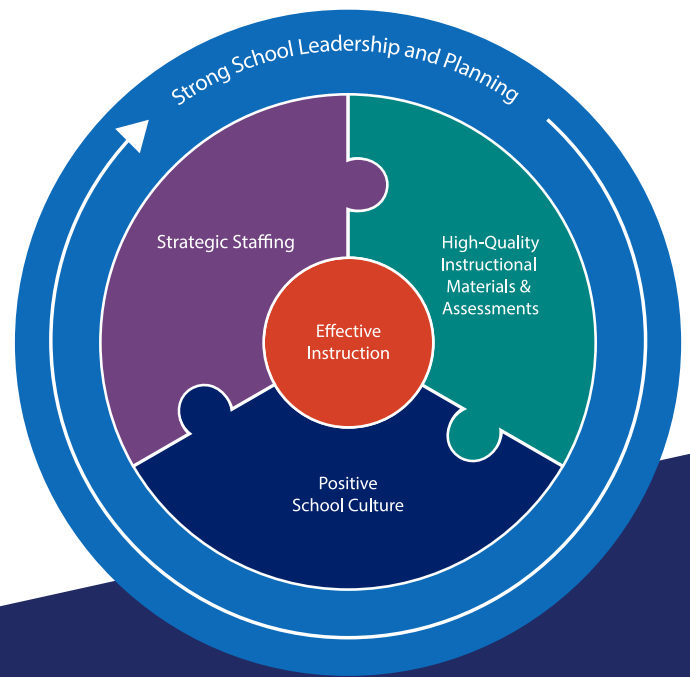 Strong School Leadership and Planning
Strategic Staffing
High-Quality
Instructional
Materials &
Assessments
Effective
Instruction
Positive
School Culture